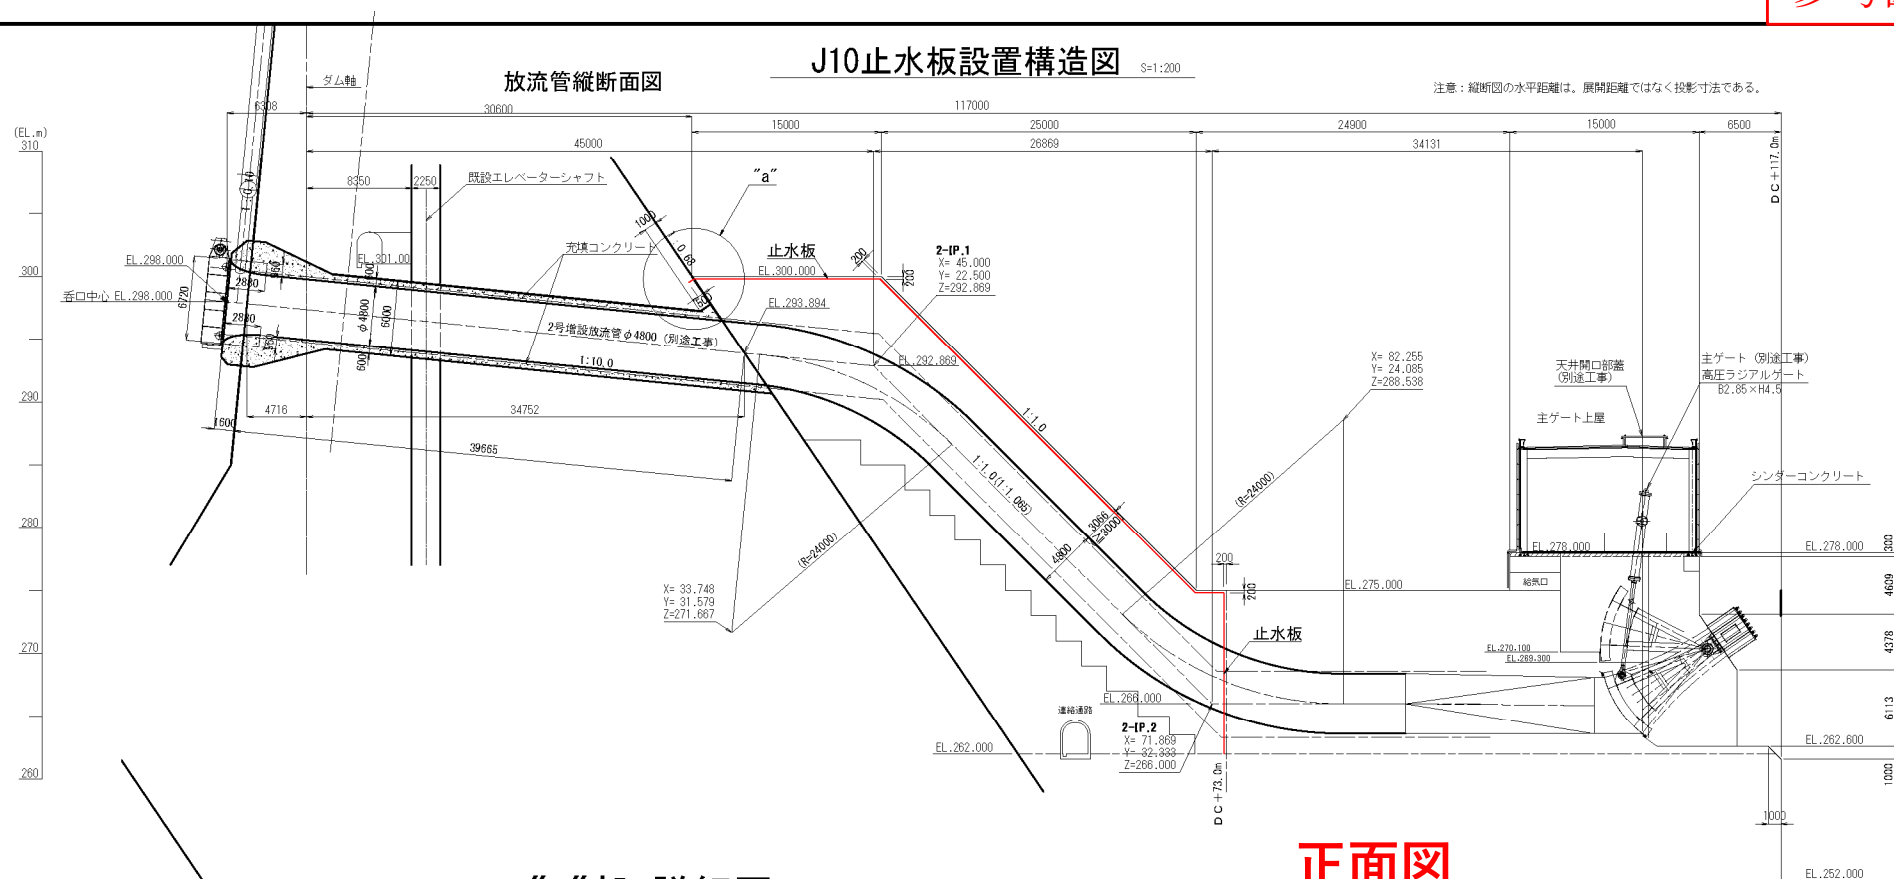 J10止水板設置構造図
S=1:200
放流管縦断面図
注意：縦断図の水平距離は。展開距離ではなく投影寸法である。
ダム軸
6308
30600
117000
15000
25000
24900
15000
6500
45000
26869
34131
DC+117.0m
(EL.m)
310
300
290
280
270
260
8350
2250
既設エレベーターシャフト
"a"
1000
1:0.68
充填コンクリート
止水板
EL.300.000
200
200
2-IP.1
X= 45.000
Y= 22.500
Z=292.869
EL.298.000
呑口中心 EL.298.000
EL.301.00
6720
2880
2880
φ4800
6000
600
EL.293.894
2号増設放流管φ4800 (別途工事)
1:10.0
EL.292.869
4716
34752
1600
39665
X= 82.255
Y= 24.085
Z=288.538
1:1.0
1:1.0(1:1.065)
(R=24000)
(R=24000)
3066
≧3000
4800
X= 33.748
Y= 31.579
Z=271.667
天井開口部蓋
(別途工事)
主ゲート (別途工事)
高圧ラジアルゲート
B2.85×H4.5
主ゲート上屋
シンダーコンクリート
EL.278.000
EL.278.000
給気口
200
200
EL.275.000
止水板
EL.270.100
EL.269.300
300
4609
4378
6113
1000
EL.266.000
連絡通路
EL.262.000
2-IP.2
X= 71.869
Y= 32.333
Z=266.000
DC+73.0m
EL.262.600
1000
EL.252.000
正面図